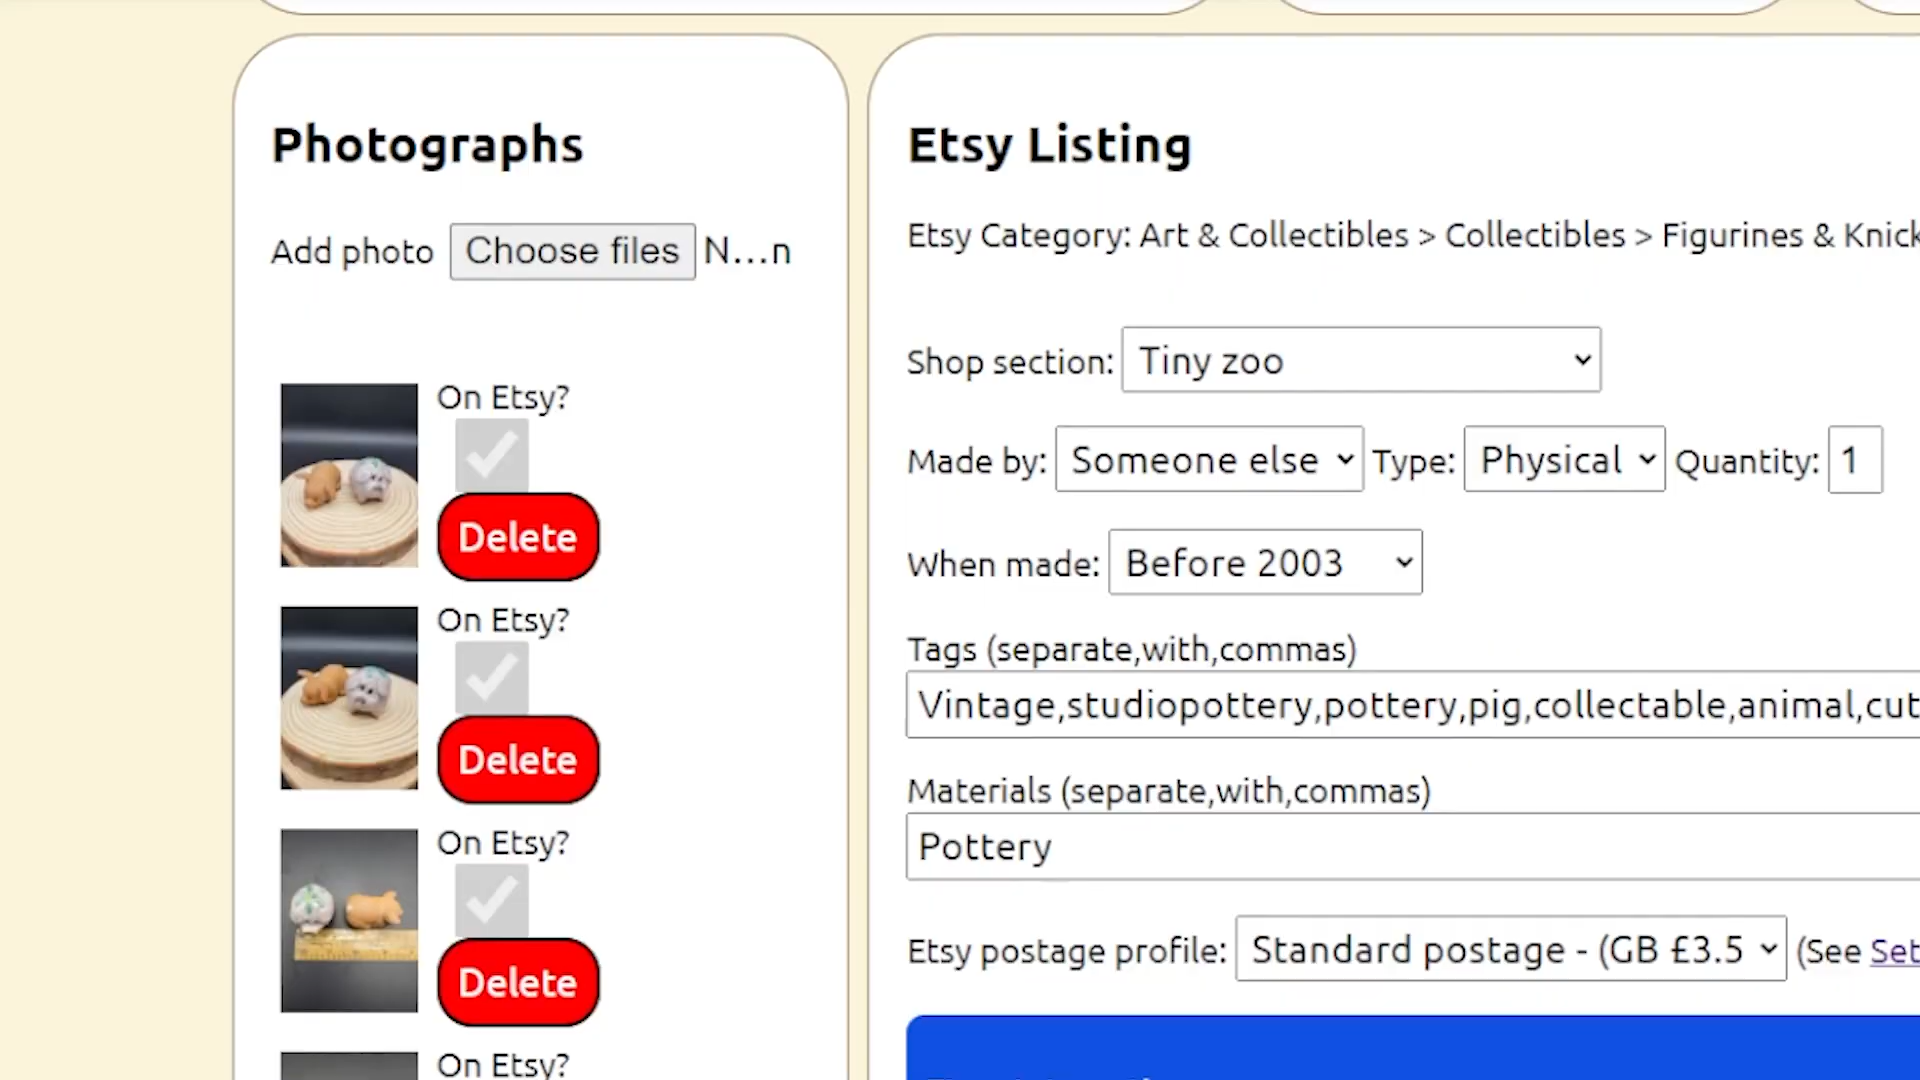 Photographs
Add photo Choose files N...n
On Etsy?
Delete
On Etsy?
Delete
On Etsy?
Delete
On Etsy?
Etsy Listing
Etsy Category: Art & Collectibles > Collectibles > Figurines & Knick
Shop section: Tiny zoo
Made by: Someone else Type: Physical Quantity: 1
When made: Before 2003
Tags (separate,with,commas)
Vintage,studiopottery,pottery,pig,collectable,animal,cut
Materials (separate,with,commas)
Pottery
Etsy postage profile: Standard postage - (GB £3.5 (See Set